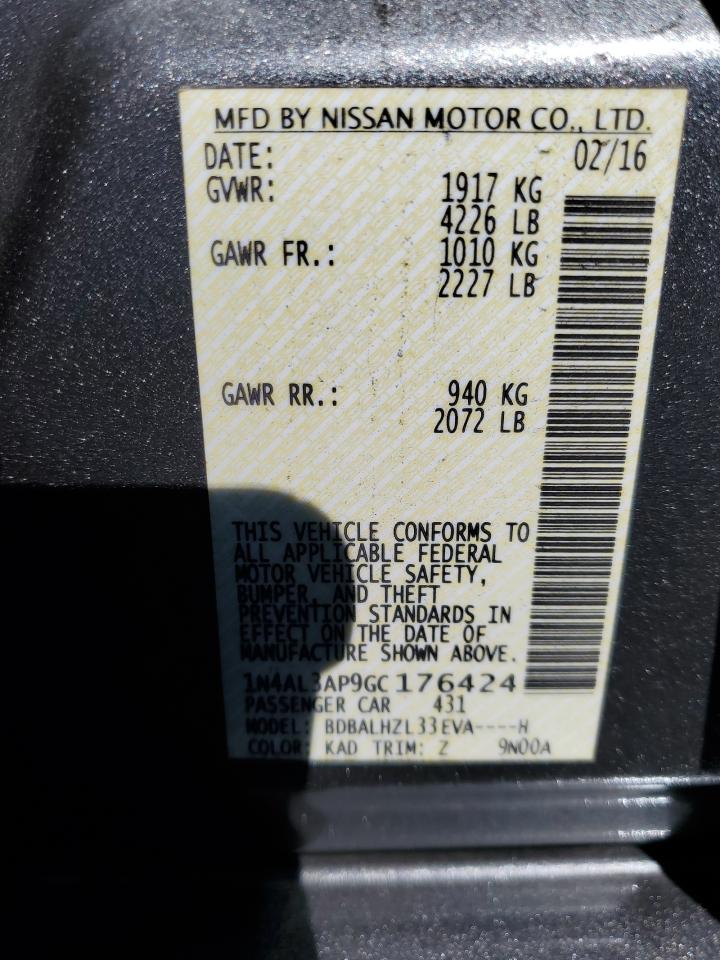 MFD BY NISSAN MOTOR CO., LTD.
DATE: 02/16
GVWR: 1917 KG
4226 LB
GAWR FR.: 1010 KG
2227 LB
GAWR RR.: 940 KG
2072 LB
THIS VEHICLE CONFORMS TO
ALL APPLICABLE FEDERAL
MOTOR VEHICLE SAFETY,
BUMPER, AND THEFT
PREVENTION STANDARDS IN
EFFECT ON THE DATE OF
MANUFACTURE SHOWN ABOVE.
1N4AL3AP9GC176424
PASSENGER CAR 431
MODEL: BDBALHZL33EVA----H
COLOR: KAD TRIM: Z 9N00A